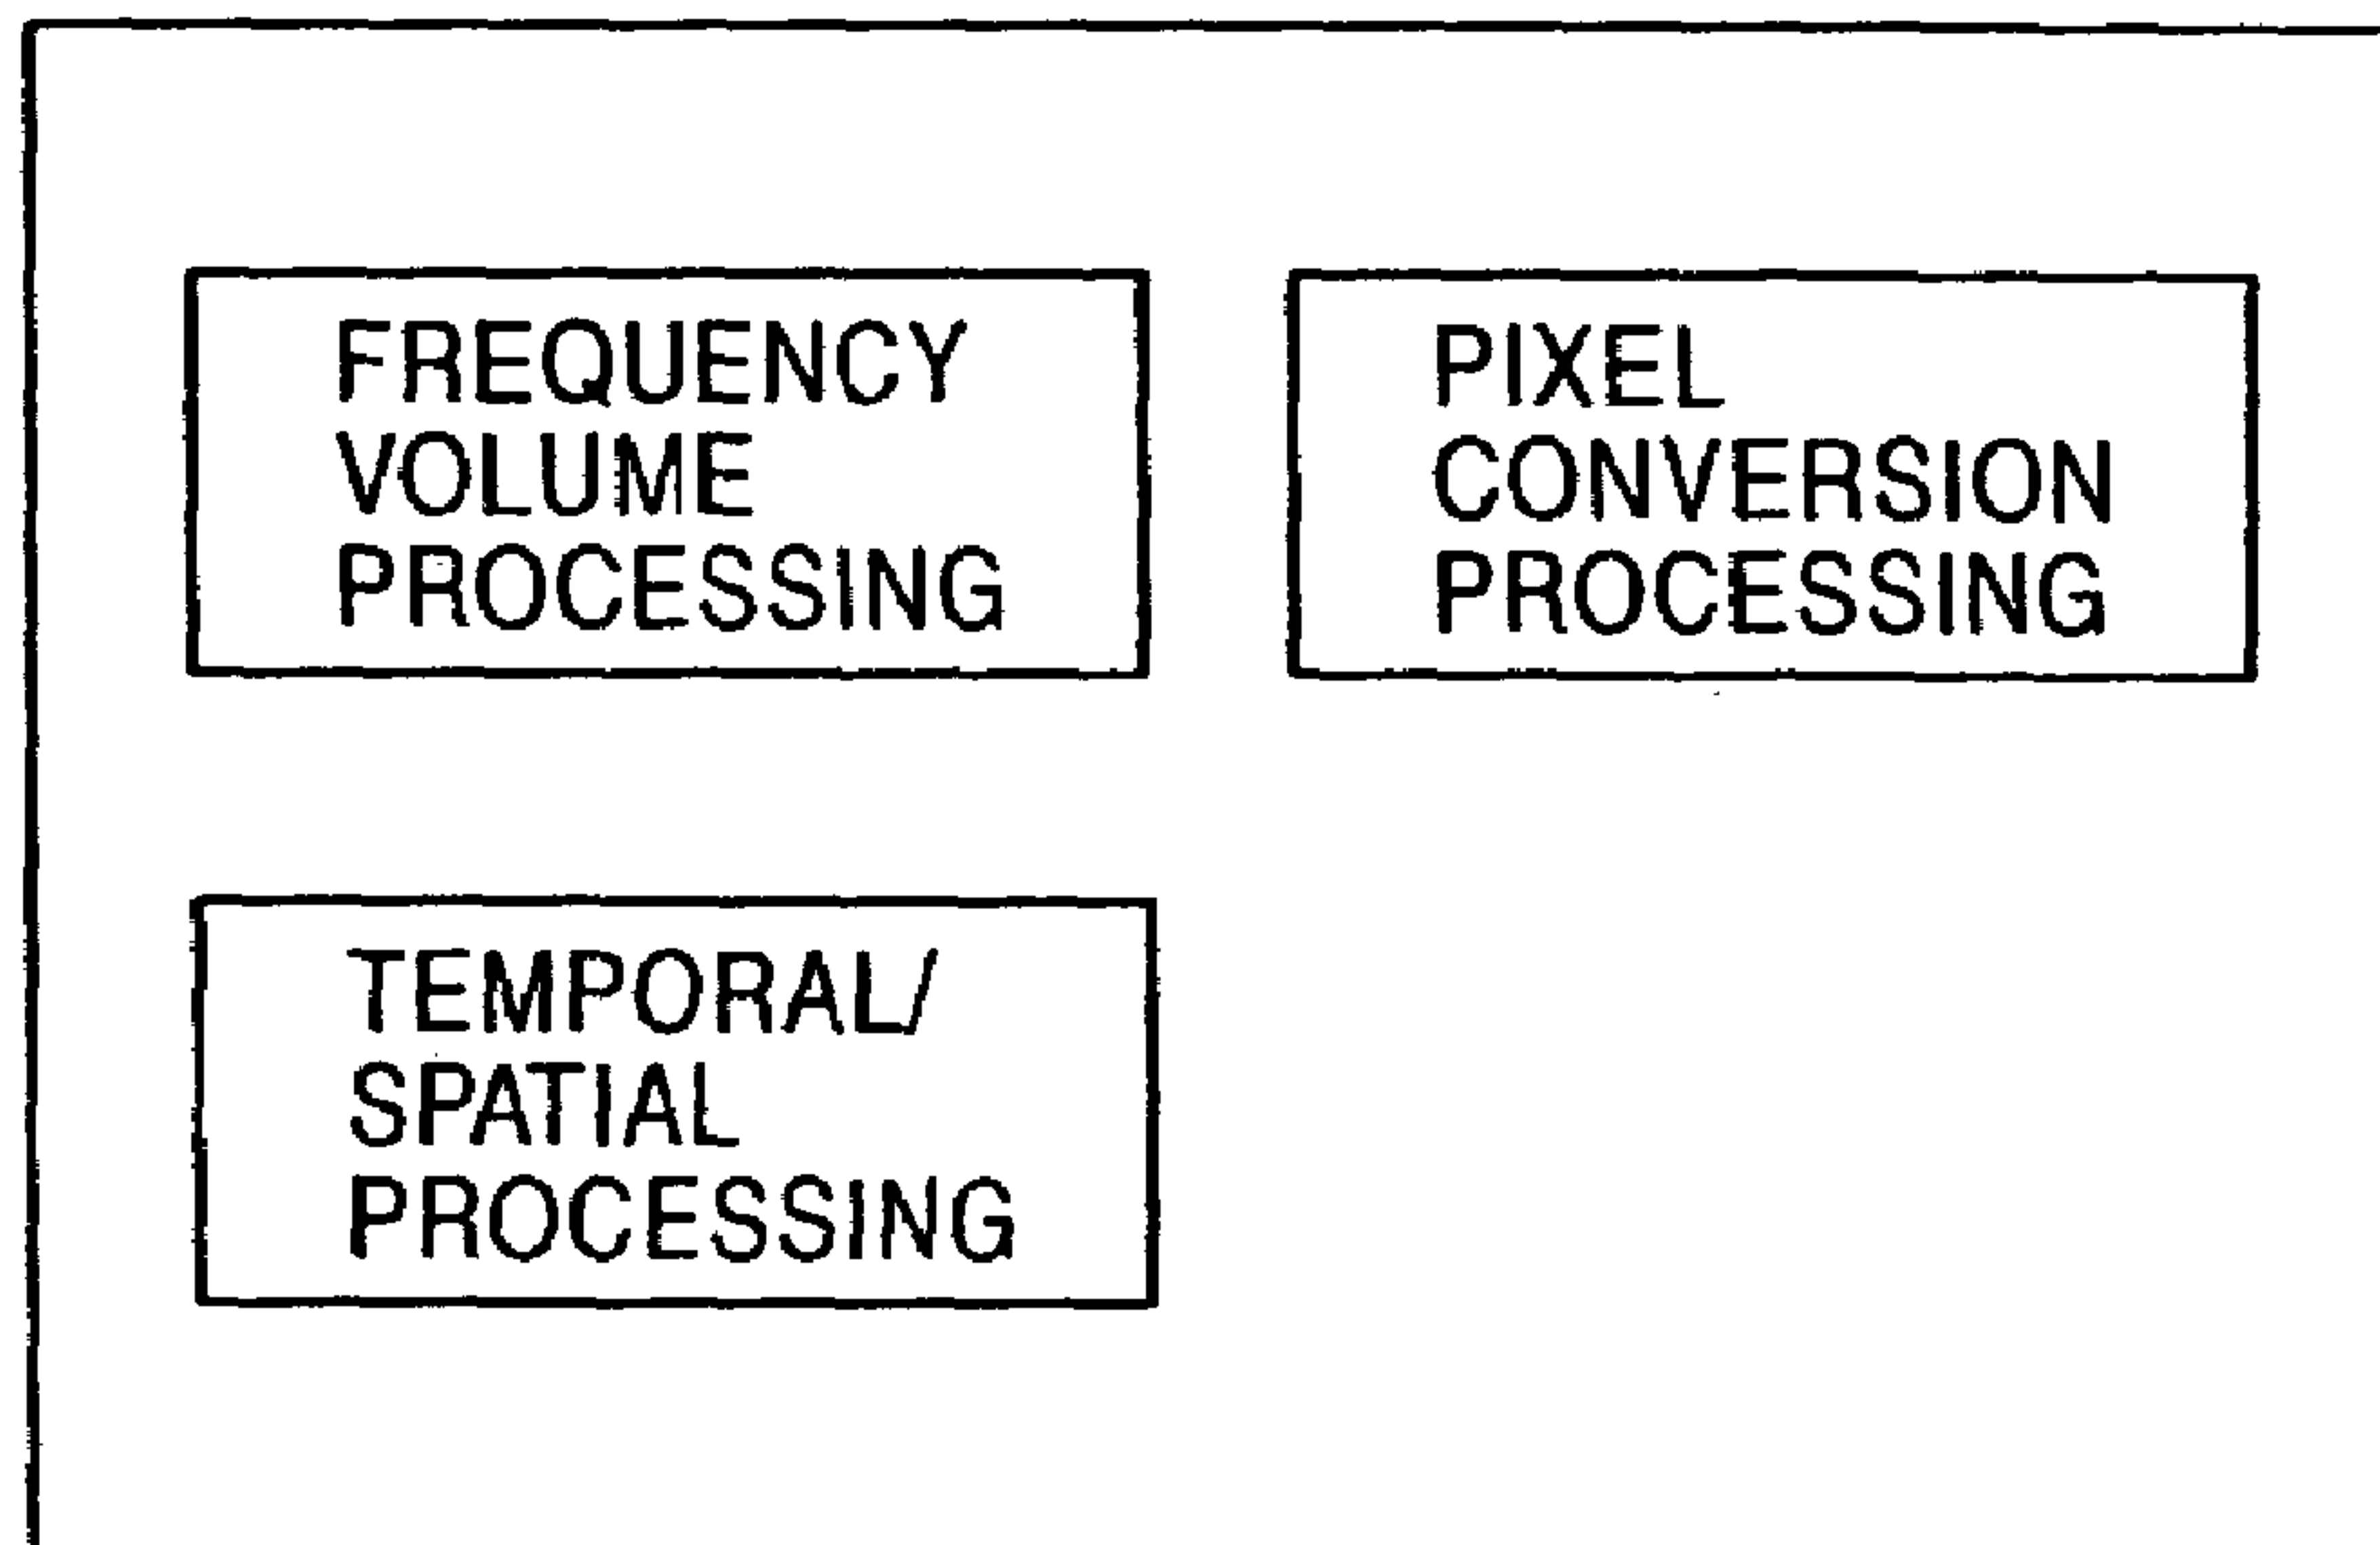 FREQUENCY
VOLUME
PROCESSING
PIXEL
CONVERSION
PROCESSING
TEMPORAL/
SPATIAL
PROCESSING